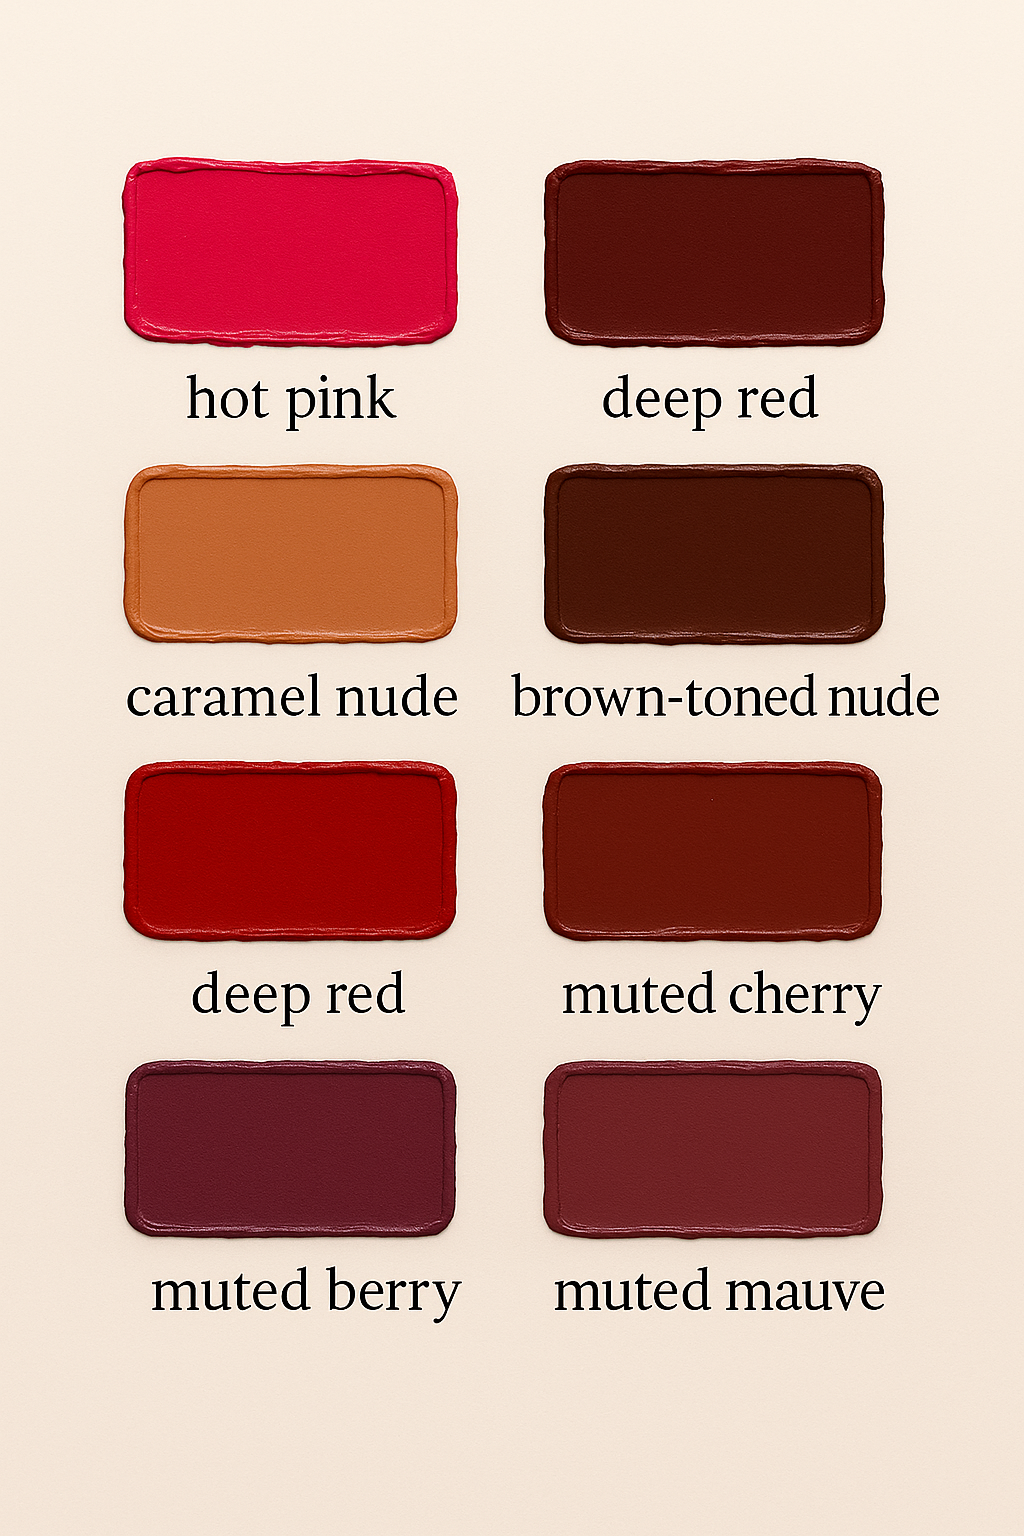 hot pink
deep red
caramel nude
brown-toned nude
deep red
muted cherry
muted berry
muted mauve